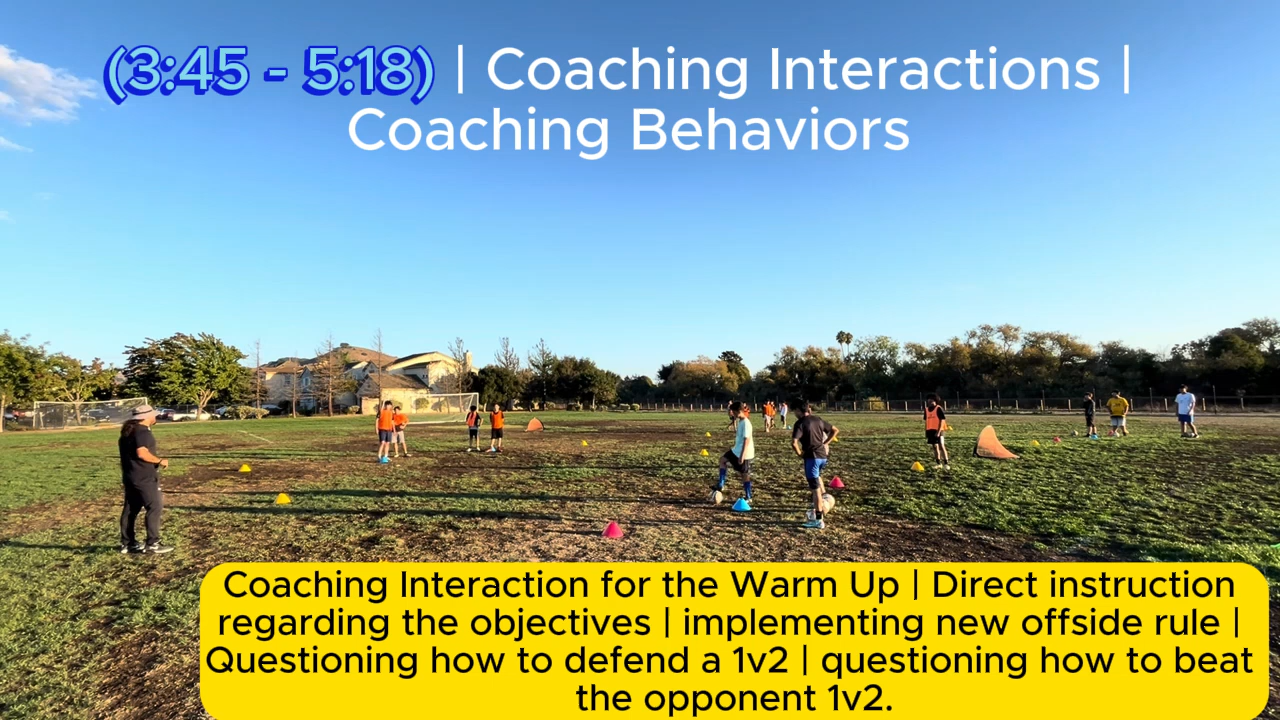 (3:45 - 5:18) | Coaching Interactions |
Coaching Behaviors
Coaching Interaction for the Warm Up | Direct instruction
regarding the objectives | implementing new offside rule |
Questioning how to defend a 1v2 | questioning how to beat
the opponent 1v2.